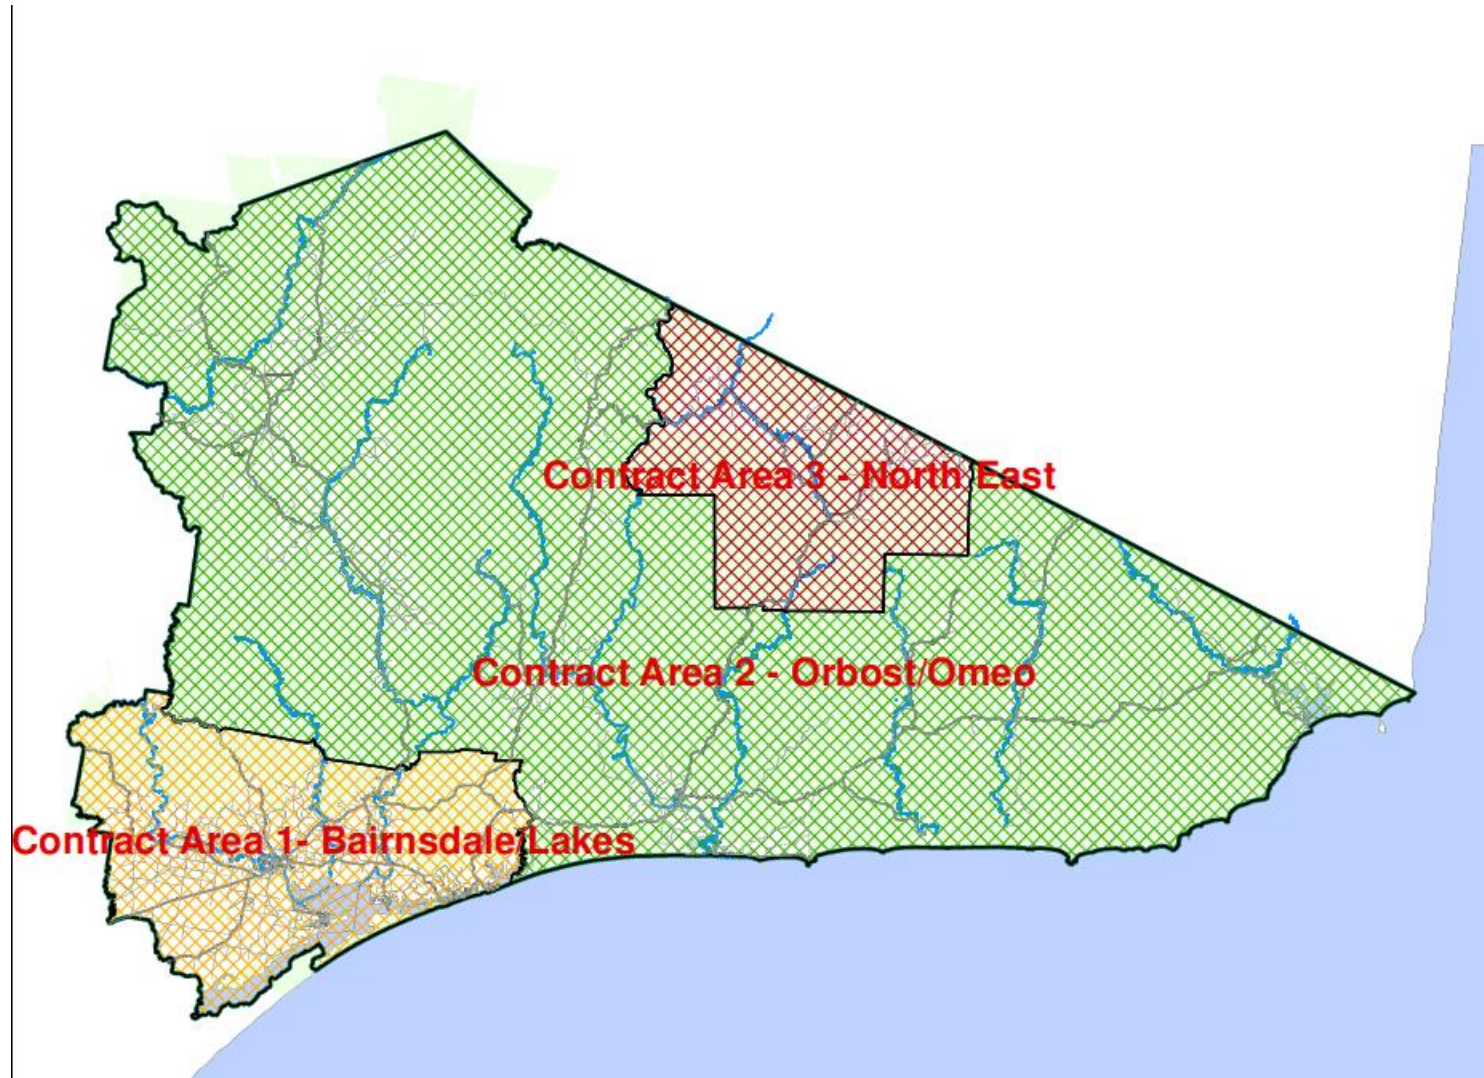 Contract Area 3 - North East
Contract Area 2 - Orbost/Omeo
Contract Area 1- Bairnsdale/Lakes